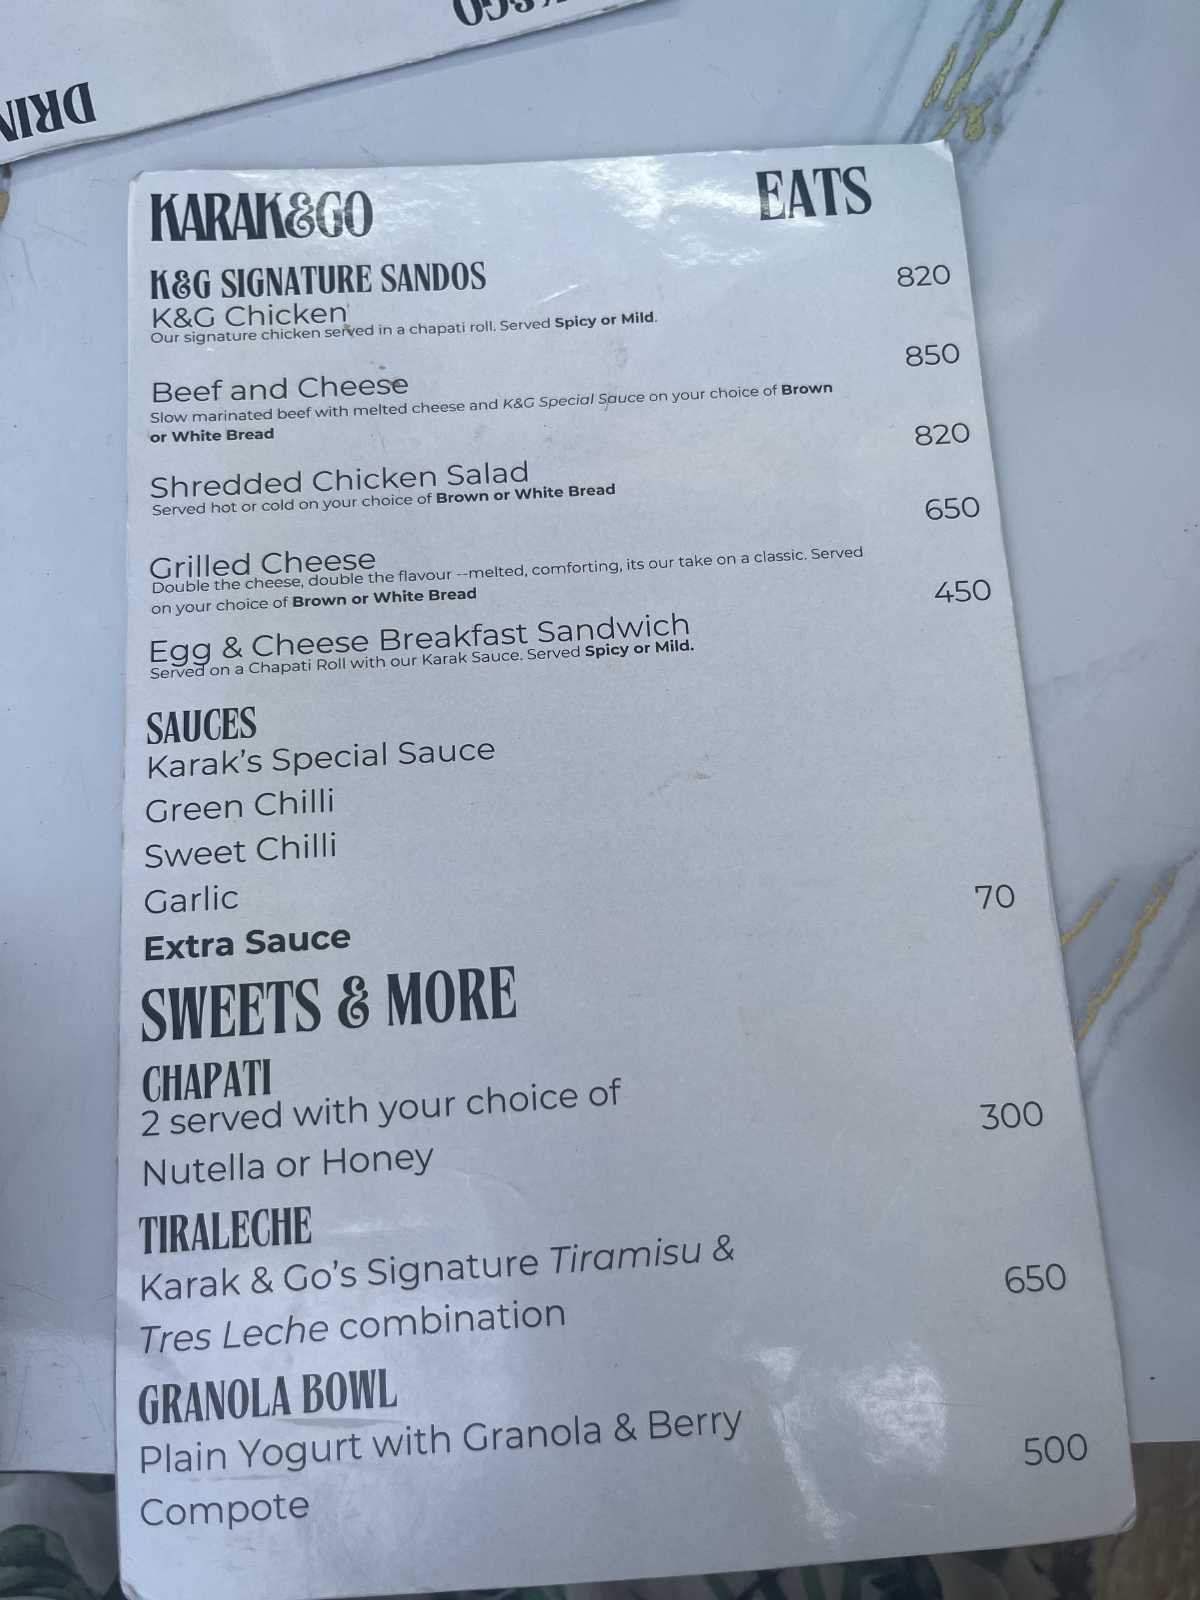 DRIN
KARAK&GO
EATS
K&G SIGNATURE SANDOS
K&G Chicken
820
Our signature chicken served in a chapati roll. Served Spicy or Mild.
Beef and Cheese
850
Slow marinated beef with melted cheese and K&G Special Sauce on your choice of Brown
or White Bread
Shredded Chicken Salad
820
Served hot or cold on your choice of Brown or White Bread
Grilled Cheese
650
Double the cheese, double the flavour --melted, comforting, its our take on a classic. Served
on your choice of Brown or White Bread
Egg & Cheese Breakfast Sandwich
450
Served on a Chapati Roll with our Karak Sauce. Served Spicy or Mild.
SAUCES
Karak's Special Sauce
Green Chilli
Sweet Chilli
Garlic
Extra Sauce
70
SWEETS & MORE
CHAPATI
2 served with your choice of
Nutella or Honey
300
TIRALECHE
Karak & Go's Signature Tiramisu &
Tres Leche combination
650
GRANOLA BOWL
Plain Yogurt with Granola & Berry
Compote
500